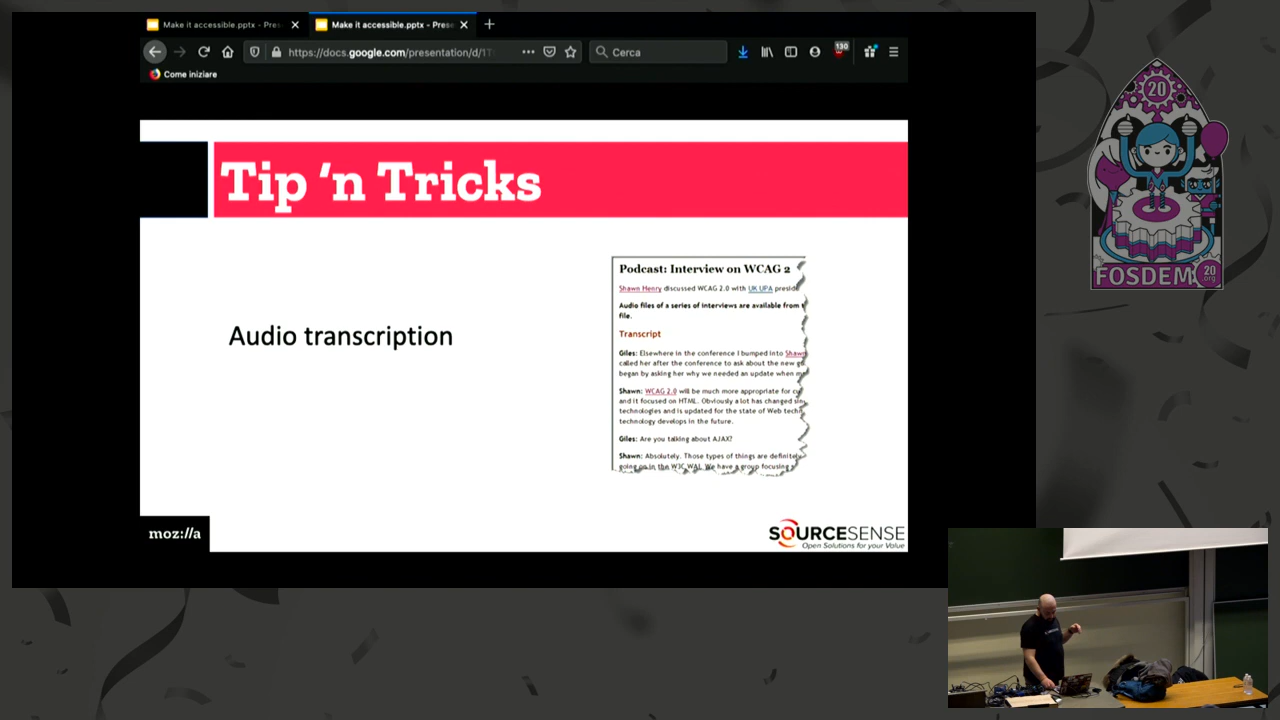 Make it accessible.pptx - Pres
Make it accessible.pptx - Prese
https://docs.google.com/presentation/d/1T
Cerca
130
Come iniziare
Tip ‘n Tricks
Audio transcription
Podcast: Interview on WCAG 2
Shawn Henry discussed WCAG 2.0 with UK UPA presid
Audio files of a series of interviews are available from
file.
Transcript
Giles: Elsewhere in the conference I bumped into Shawn
called her after the conference to ask about the new
began by asking her why we needed an update when
Shawn: WCAG 2.0 will be much more appropriate for
and it focused on HTML. Obviously a lot has changed
technologies and is updated for the state of Web tech
technology develops in the future.
Giles: Are you talking about AJAX?
Shawn: Absolutely. Those types of things are definitely
going on in the W3C WAI. We have a group focusing
moz://a
SOURCESENSE
Open Solutions for your Value
20
FOSDEM
20
.org